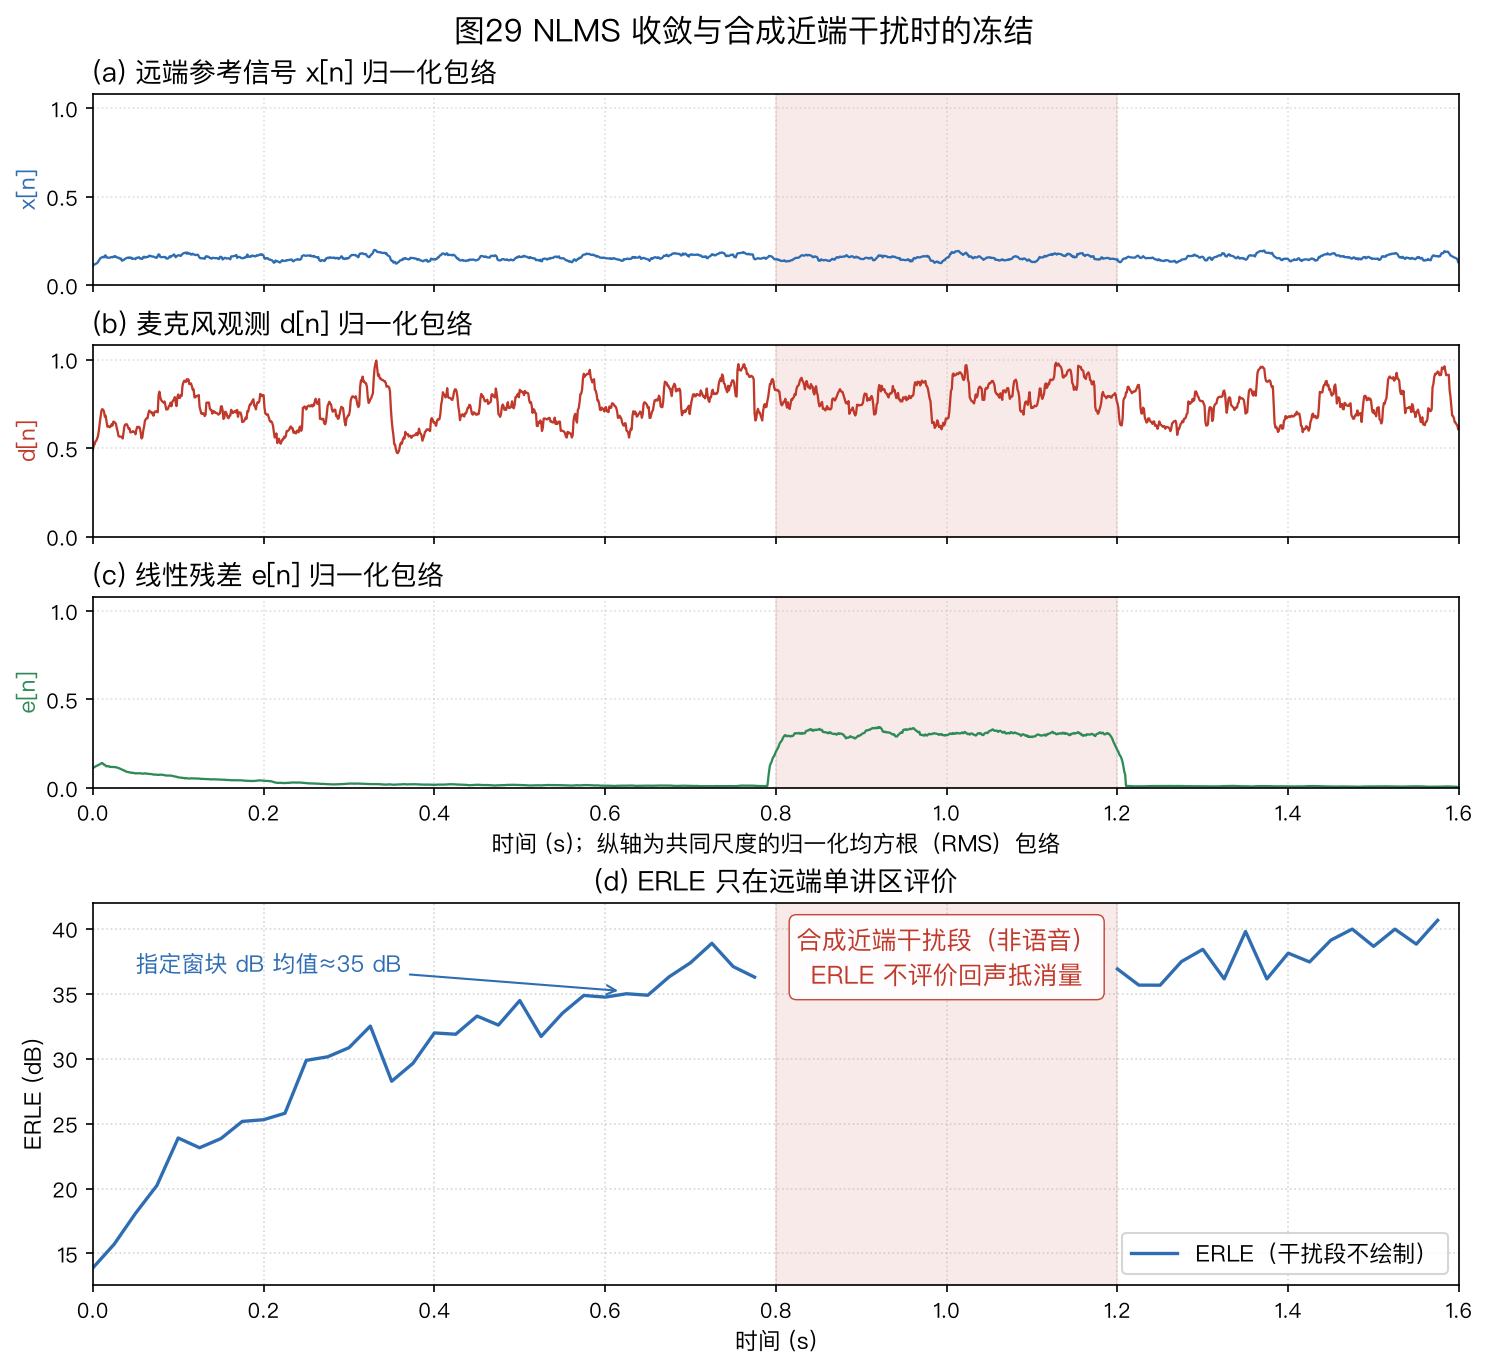 图29 NLMS 收敛与合成近端干扰时的冻结
(a) 远端参考信号 x[n] 归一化包络
1.0
0.5
0.0
x[n]
(b) 麦克风观测 d[n] 归一化包络
1.0
0.5
0.0
d[n]
(c) 线性残差 e[n] 归一化包络
1.0
0.5
0.0
e[n]
0.0 0.2 0.4 0.6 0.8 1.0 1.2 1.4 1.6
时间 (s)；纵轴为共同尺度的归一化均方根（RMS）包络
(d) ERLE 只在远端单讲区评价
40
35
30
25
20
15
ERLE (dB)
指定窗块 dB 均值≈35 dB
合成近端干扰段（非语音）
ERLE 不评价回声抵消量
ERLE（干扰段不绘制）
0.0 0.2 0.4 0.6 0.8 1.0 1.2 1.4 1.6
时间 (s)